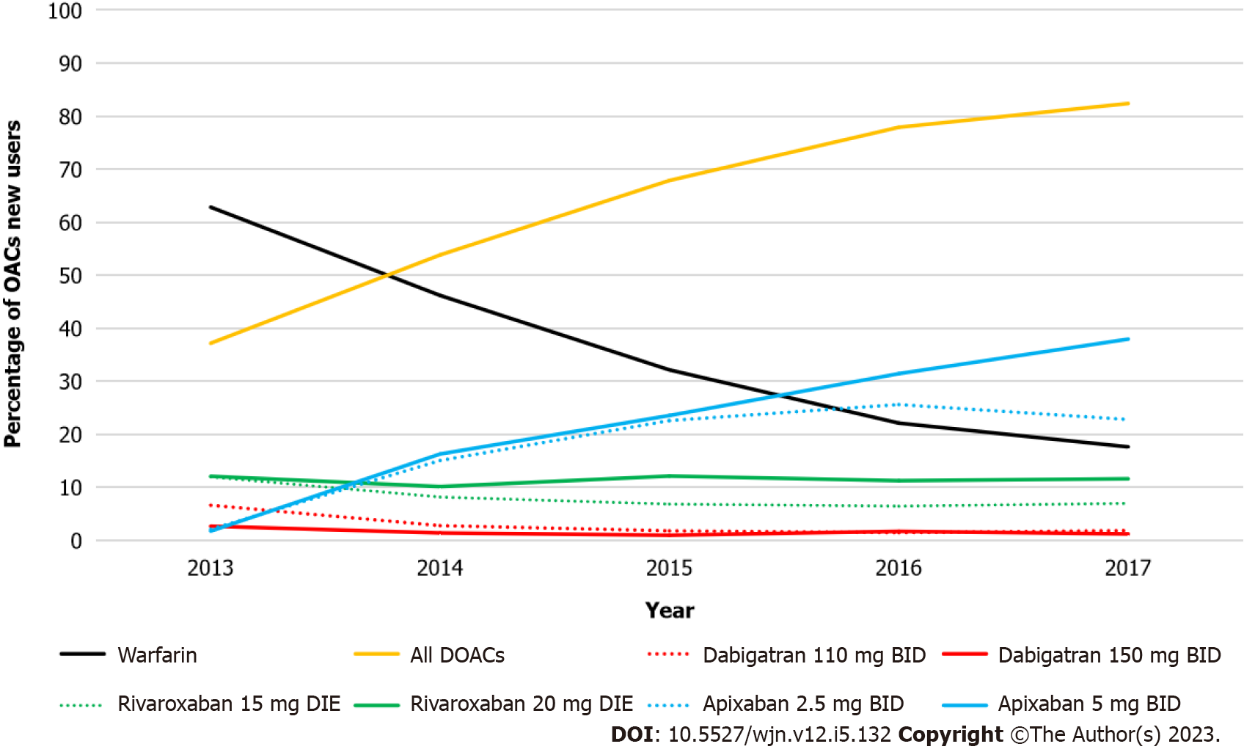 Percentage of OACs new users
100
90
80
70
60
50
40
30
20
10
0
2013 2014 2015 2016 2017
Year
Warfarin All DOACs Dabigatran 110 mg BID Dabigatran 150 mg BID
Rivaroxaban 15 mg DIE Rivaroxaban 20 mg DIE Apixaban 2.5 mg BID Apixaban 5 mg BID
DOI: 10.5527/wjn.v12.i5.132 Copyright ©The Author(s) 2023.